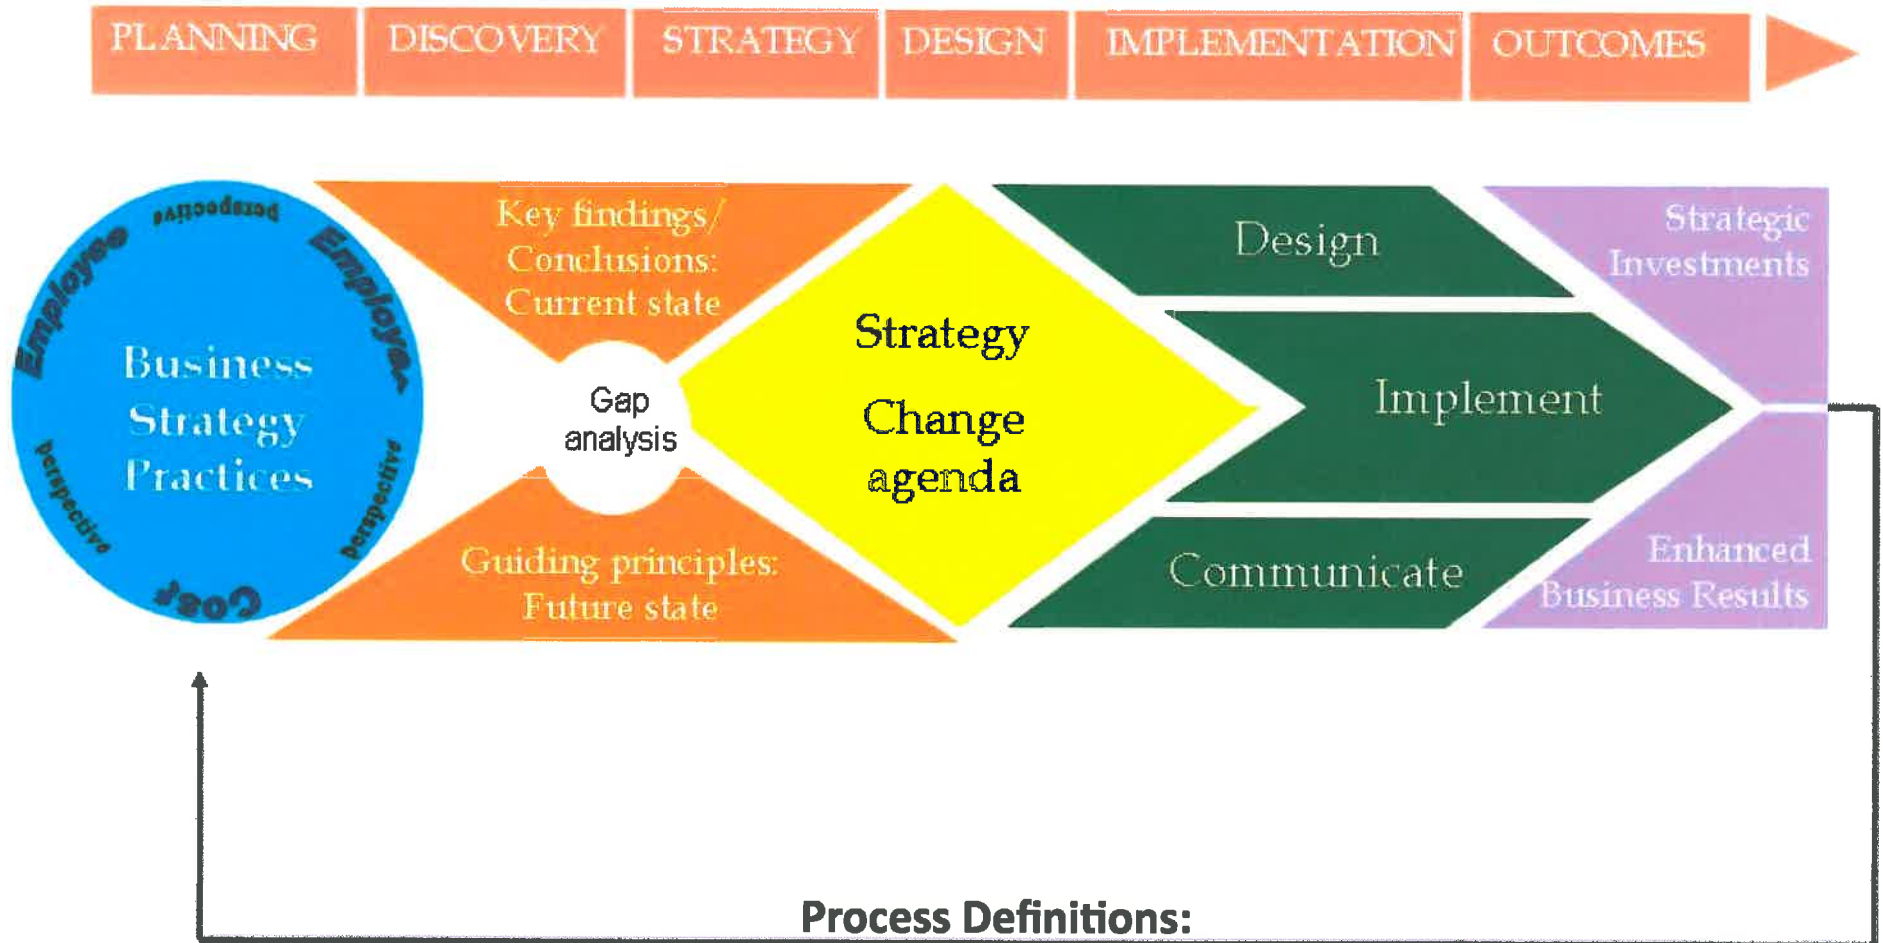 PLANNING
DISCOVERY
STRATEGY
DESIGN
IMPLEMENTATION
OUTCOMES
Employee
perspective
Employer
perspective
Cost
perspective
Business
Strategy
Practices
Key findings/
Conclusions:
Current state
Gap
analysis
Guiding principles:
Future state
Strategy
Change
agenda
Design
Implement
Communicate
Strategic
Investments
Enhanced
Business Results
Process Definitions: